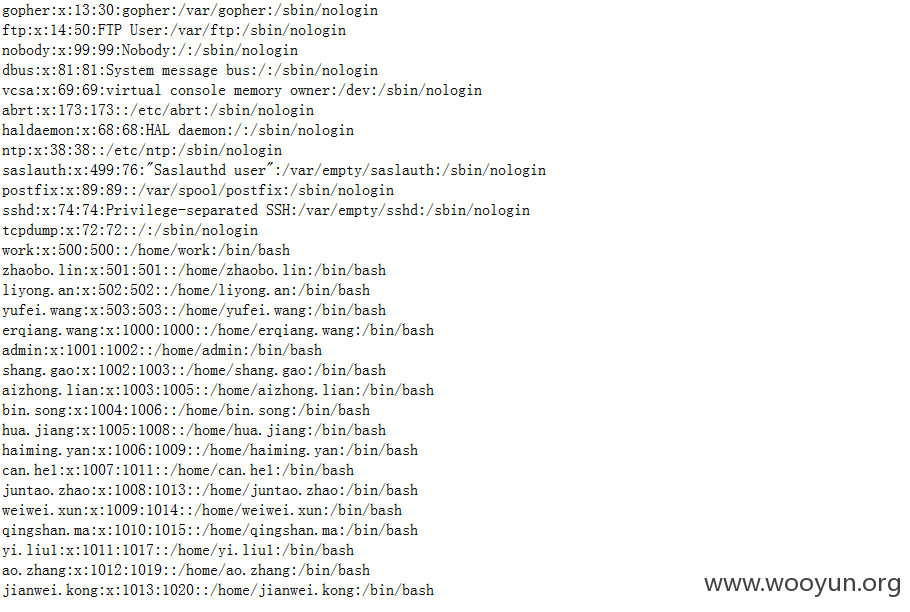 gopher:x:13:30:gopher:/var/gopher:/sbin/nologin
ftp:x:14:50:FTP User:/var/ftp:/sbin/nologin
nobody:x:99:99:Nobody:/:/sbin/nologin
dbus:x:81:81:System message bus:/:/sbin/nologin
vcsa:x:69:69:virtual console memory owner:/dev:/sbin/nologin
abrt:x:173:173::/etc/abrt:/sbin/nologin
haldaemon:x:68:68:HAL daemon:/:/sbin/nologin
ntp:x:38:38::/etc/ntp:/sbin/nologin
saslauth:x:499:76:"Saslauthd user":/var/empty/saslauth:/sbin/nologin
postfix:x:89:89::/var/spool/postfix:/sbin/nologin
sshd:x:74:74:Privilege-separated SSH:/var/empty/sshd:/sbin/nologin
tcpdump:x:72:72::/:/sbin/nologin
work:x:500:500::/home/work:/bin/bash
zhaobo.lin:x:501:501::/home/zhaobo.lin:/bin/bash
liyong.an:x:502:502::/home/liyong.an:/bin/bash
yufei.wang:x:503:503::/home/yufei.wang:/bin/bash
erqiang.wang:x:1000:1000::/home/erqiang.wang:/bin/bash
admin:x:1001:1002::/home/admin:/bin/bash
shang.gao:x:1002:1003::/home/shang.gao:/bin/bash
aizhong.lian:x:1003:1005::/home/aizhong.lian:/bin/bash
bin.song:x:1004:1006::/home/bin.song:/bin/bash
hua.jiang:x:1005:1008::/home/hua.jiang:/bin/bash
haiming.yan:x:1006:1009::/home/haiming.yan:/bin/bash
can.he1:x:1007:1011::/home/can.he1:/bin/bash
juntao.zhao:x:1008:1013::/home/juntao.zhao:/bin/bash
weiwei.xun:x:1009:1014::/home/weiwei.xun:/bin/bash
qingshan.ma:x:1010:1015::/home/qingshan.ma:/bin/bash
yi.liu1:x:1011:1017::/home/yi.liu1:/bin/bash
ao.zhang:x:1012:1019::/home/ao.zhang:/bin/bash
jianwei.kong:x:1013:1020::/home/jianwei.kong:/bin/bash
www.wooyun.org